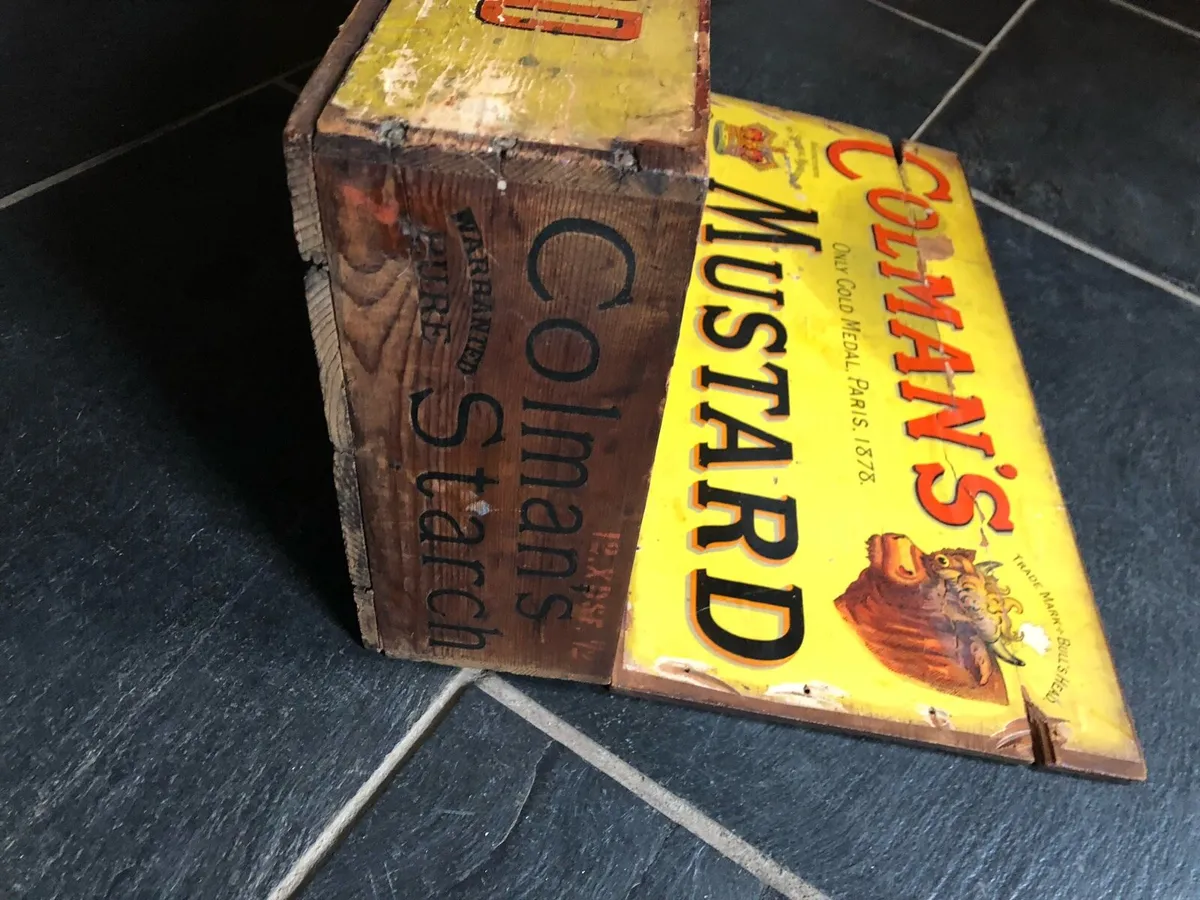 COLMAN'S
ONLY GOLD MEDAL, PARIS, 1878.
MUSTARD
TRADE MARK + BULL'S HEAD
Colman's
WARRANTED
PURE
Starch